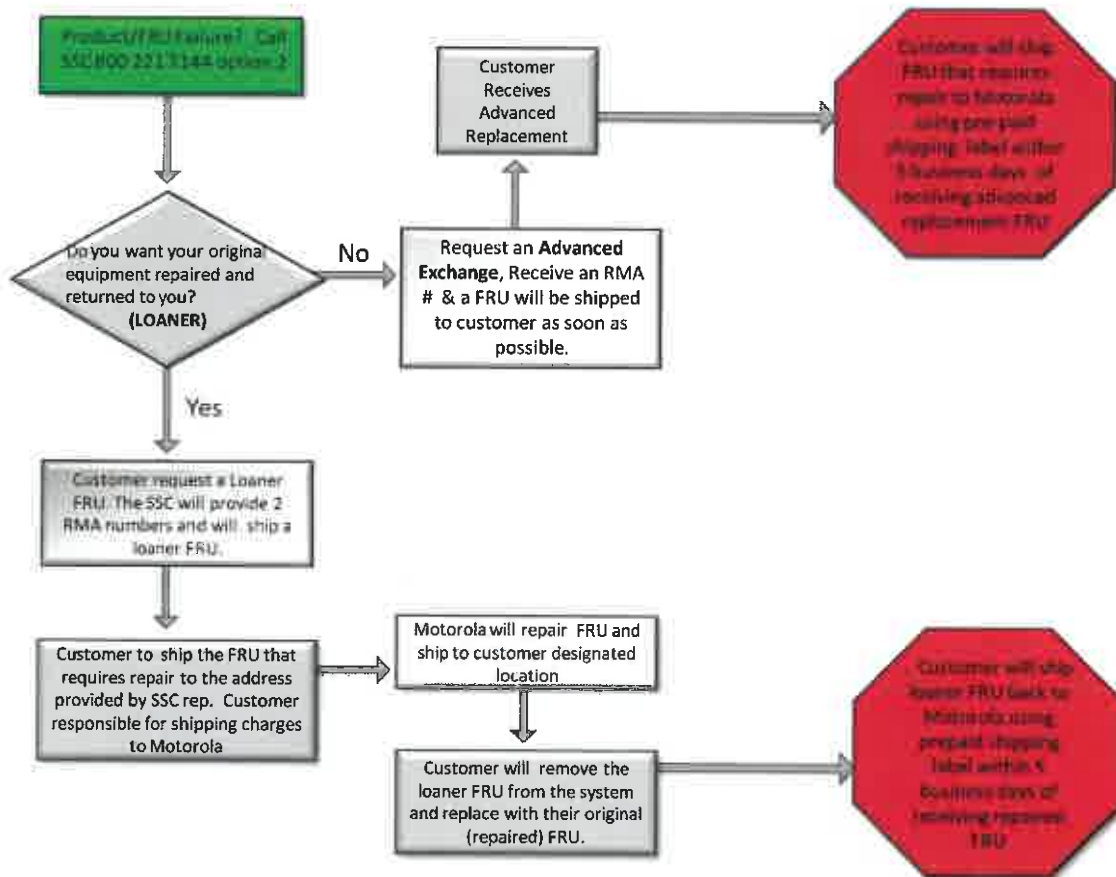 Product/FRU Failure? Call
SSC 800 221 7144 option 2
Do you want your original
equipment repaired and
returned to you?
(LOANER)
No
Request an Advanced
Exchange, Receive an RMA
# & a FRU will be shipped
to customer as soon as
possible.
Customer
Receives
Advanced
Replacement
Customer will ship
FRU that requires
repair to Motorola
using pre-paid
shipping label within
5 business days of
receiving advanced
replacement FRU
Yes
Customer request a Loaner
FRU. The SSC will provide 2
RMA numbers and will ship a
loaner FRU.
Customer to ship the FRU that
requires repair to the address
provided by SSC rep. Customer
responsible for shipping charges
to Motorola
Motorola will repair FRU and
ship to customer designated
location
Customer will remove the
loaner FRU from the system
and replace with their original
(repaired) FRU.
Customer will ship
loaner FRU back to
Motorola using
prepaid shipping
label within 5
business days of
receiving repaired
FRU